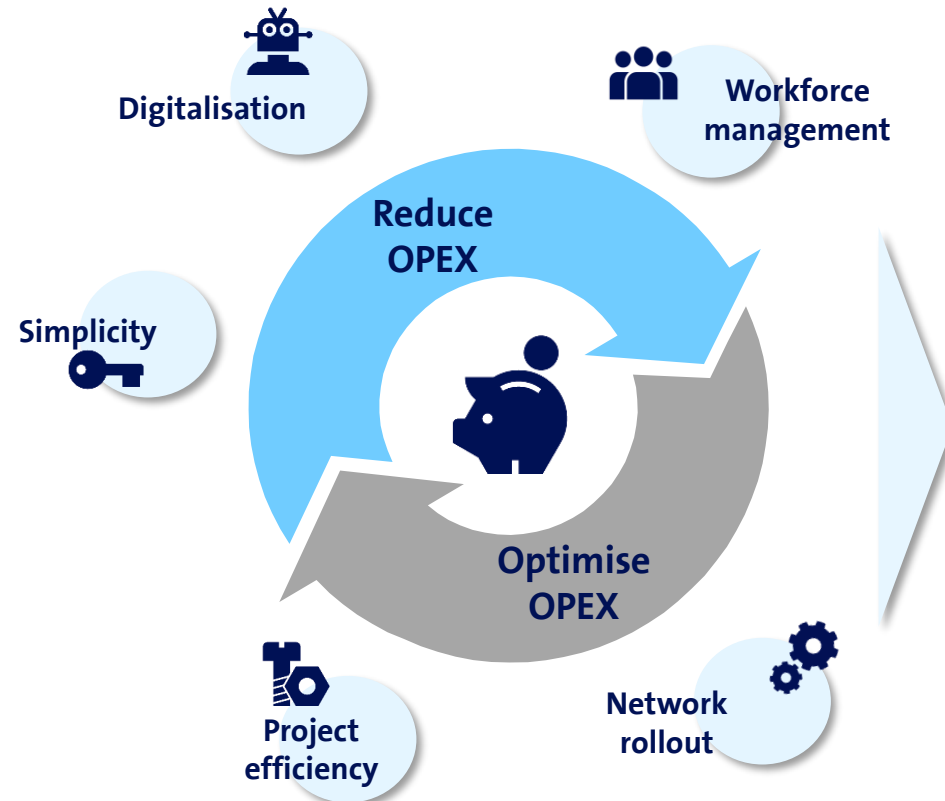 Digitalisation
Workforce
management
Reduce
OPEX
Simplicity
Optimise
OPEX
Project
efficiency
Network
rollout